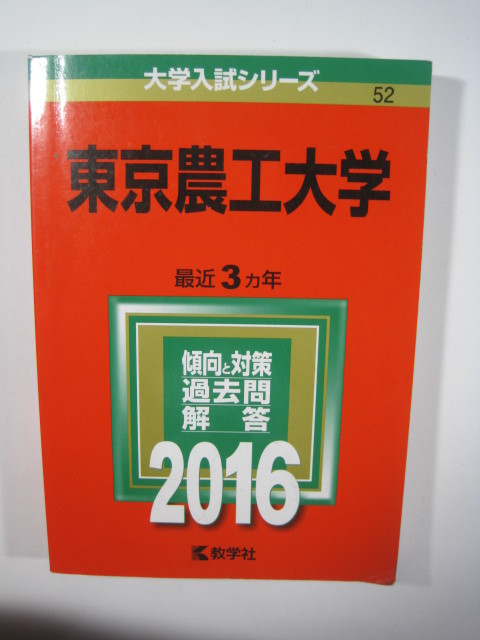 大学入試シリーズ
52
東京農工大学
最近3ヵ年
傾向と対策
過去問
解答
2016
教学社